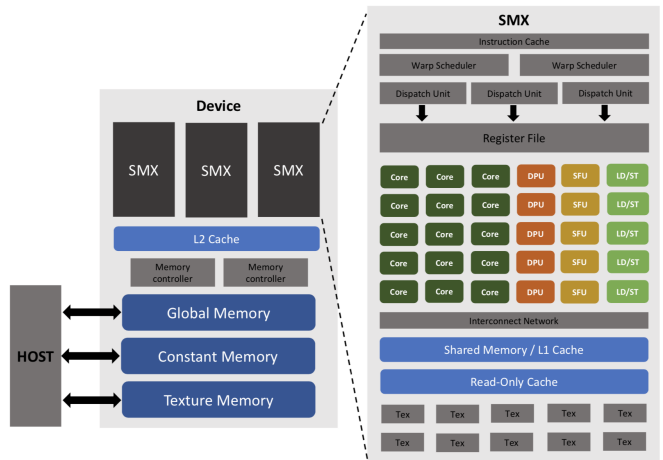 SMX
Instruction Cache
Warp Scheduler Warp Scheduler
Dispatch Unit Dispatch Unit Dispatch Unit
Register File
Core Core Core DPU SFU LD/ST
Core Core Core DPU SFU LD/ST
Core Core Core DPU SFU LD/ST
Core Core Core DPU SFU LD/ST
Core Core Core DPU SFU LD/ST
Interconnect Network
Shared Memory / L1 Cache
Read-Only Cache
Tex Tex Tex Tex Tex
Tex Tex Tex Tex Tex
Device
SMX SMX SMX
L2 Cache
Memory controller Memory controller
Global Memory
Constant Memory
Texture Memory
HOST